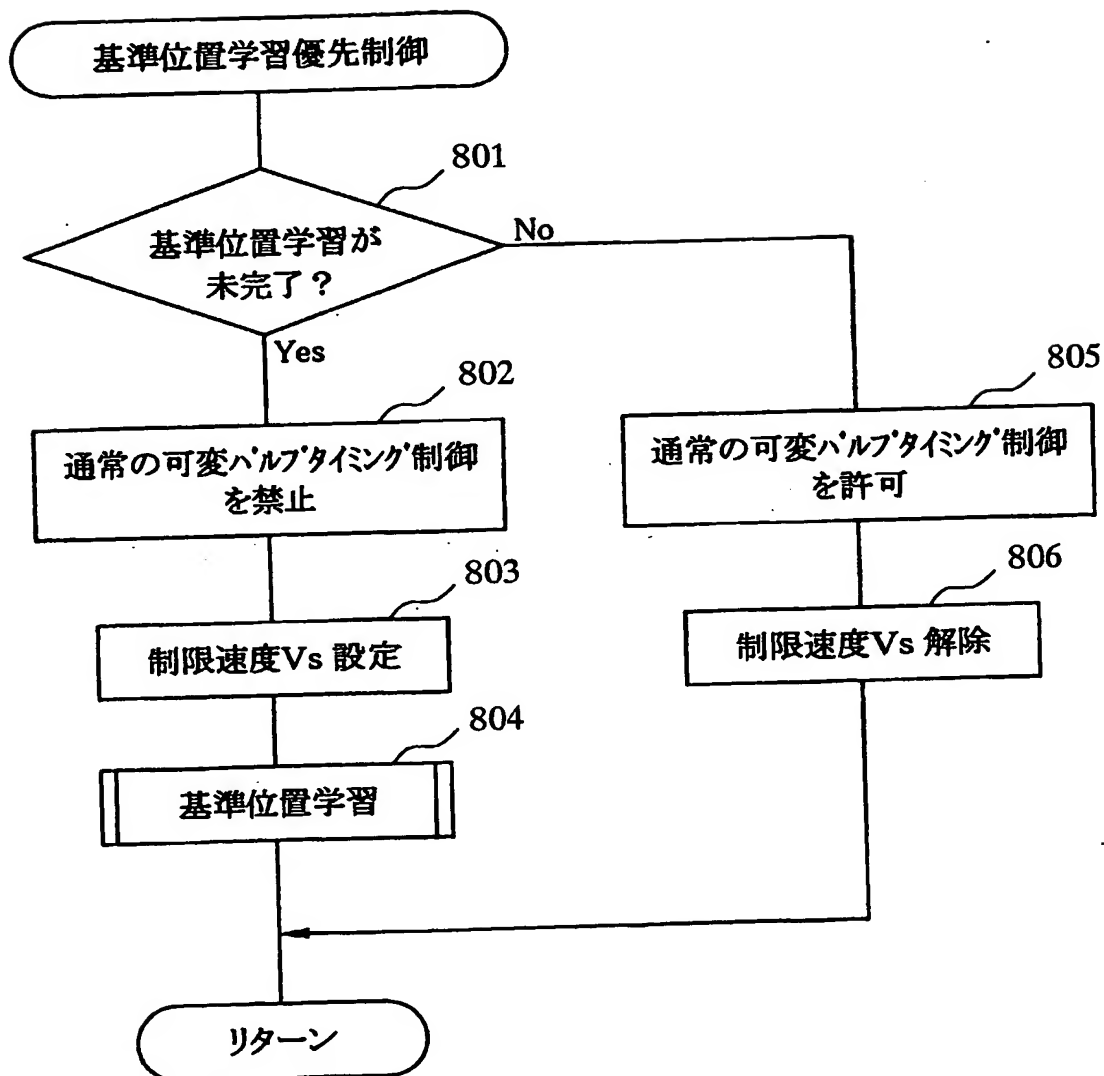 基準位置学習優先制御
801
基準位置学習が
未完了？
No
Yes
802
通常の可変バルブタイミング制御
を禁止
803
制限速度Vs 設定
804
基準位置学習
805
通常の可変バルブタイミング制御
を許可
806
制限速度Vs 解除
リターン